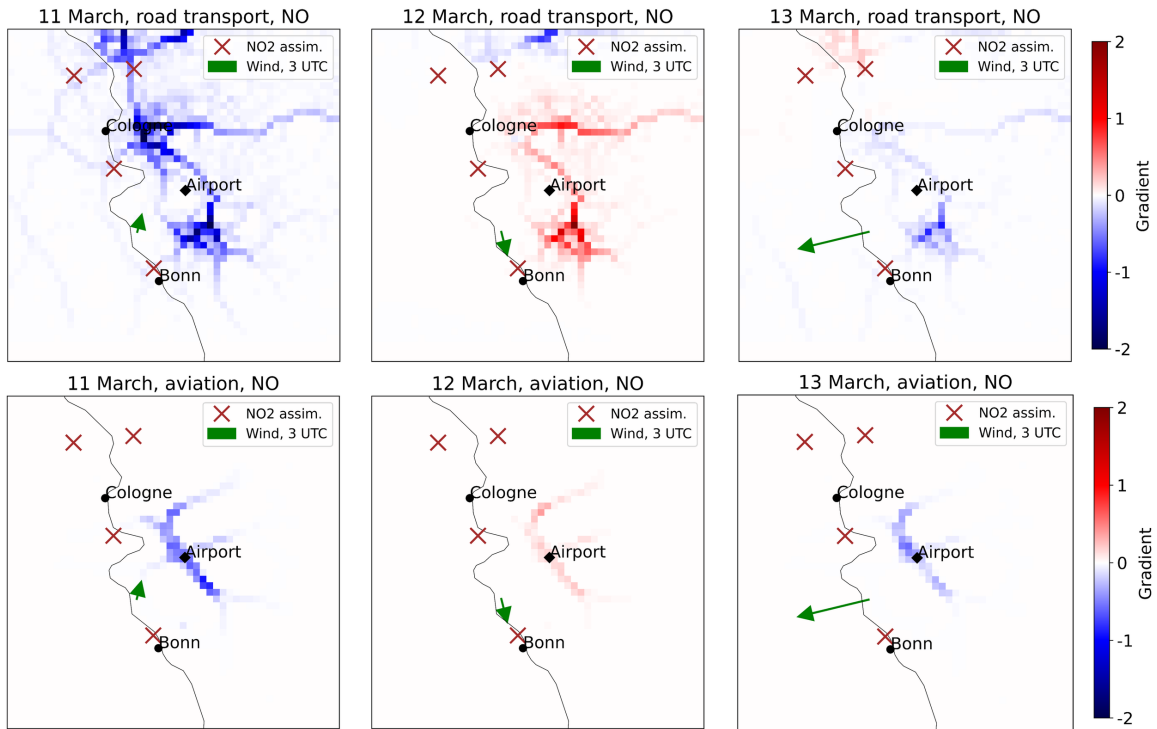 11 March, road transport, NO
12 March, road transport, NO
13 March, road transport, NO
NO2 assim.
Wind, 3 UTC
Cologne
Airport
Bonn
NO2 assim.
Wind, 3 UTC
Cologne
Airport
Bonn
NO2 assim.
Wind, 3 UTC
Cologne
Airport
Bonn
2
1
0
-1
-2
Gradient
11 March, aviation, NO
12 March, aviation, NO
13 March, aviation, NO
NO2 assim.
Wind, 3 UTC
Cologne
Airport
Bonn
NO2 assim.
Wind, 3 UTC
Cologne
Airport
Bonn
NO2 assim.
Wind, 3 UTC
Cologne
Airport
Bonn
2
1
0
-1
-2
Gradient